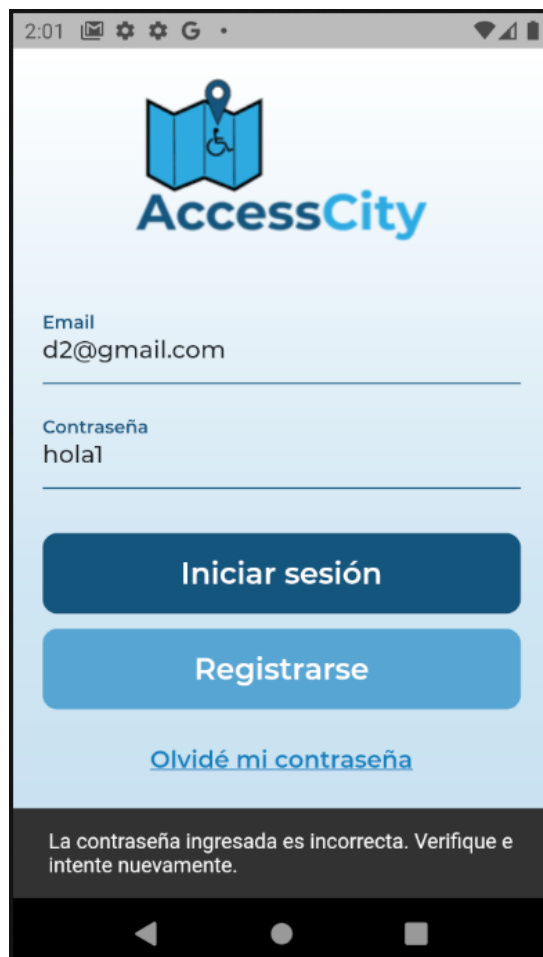 2:01 G
AccessCity
Email
d2@gmail.com
Contraseña
hola1
Iniciar sesión
Registrarse
Olvidé mi contraseña
La contraseña ingresada es incorrecta. Verifique e
intente nuevamente.